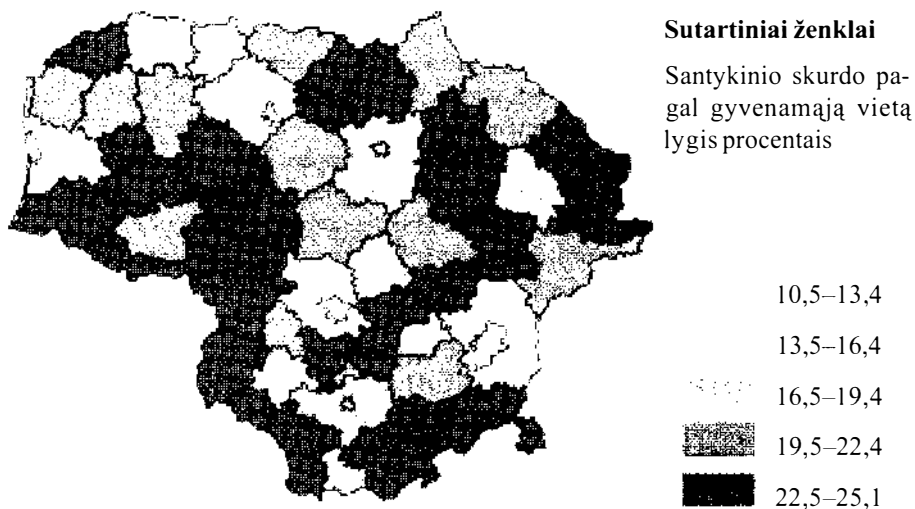 Sutartiniai ženklai
Santykinio skurdo pa-
gal gyvenamąją vietą
lygis procentais
10,5–13,4
13,5–16,4
16,5–19,4
19,5–22,4
22,5–25,1